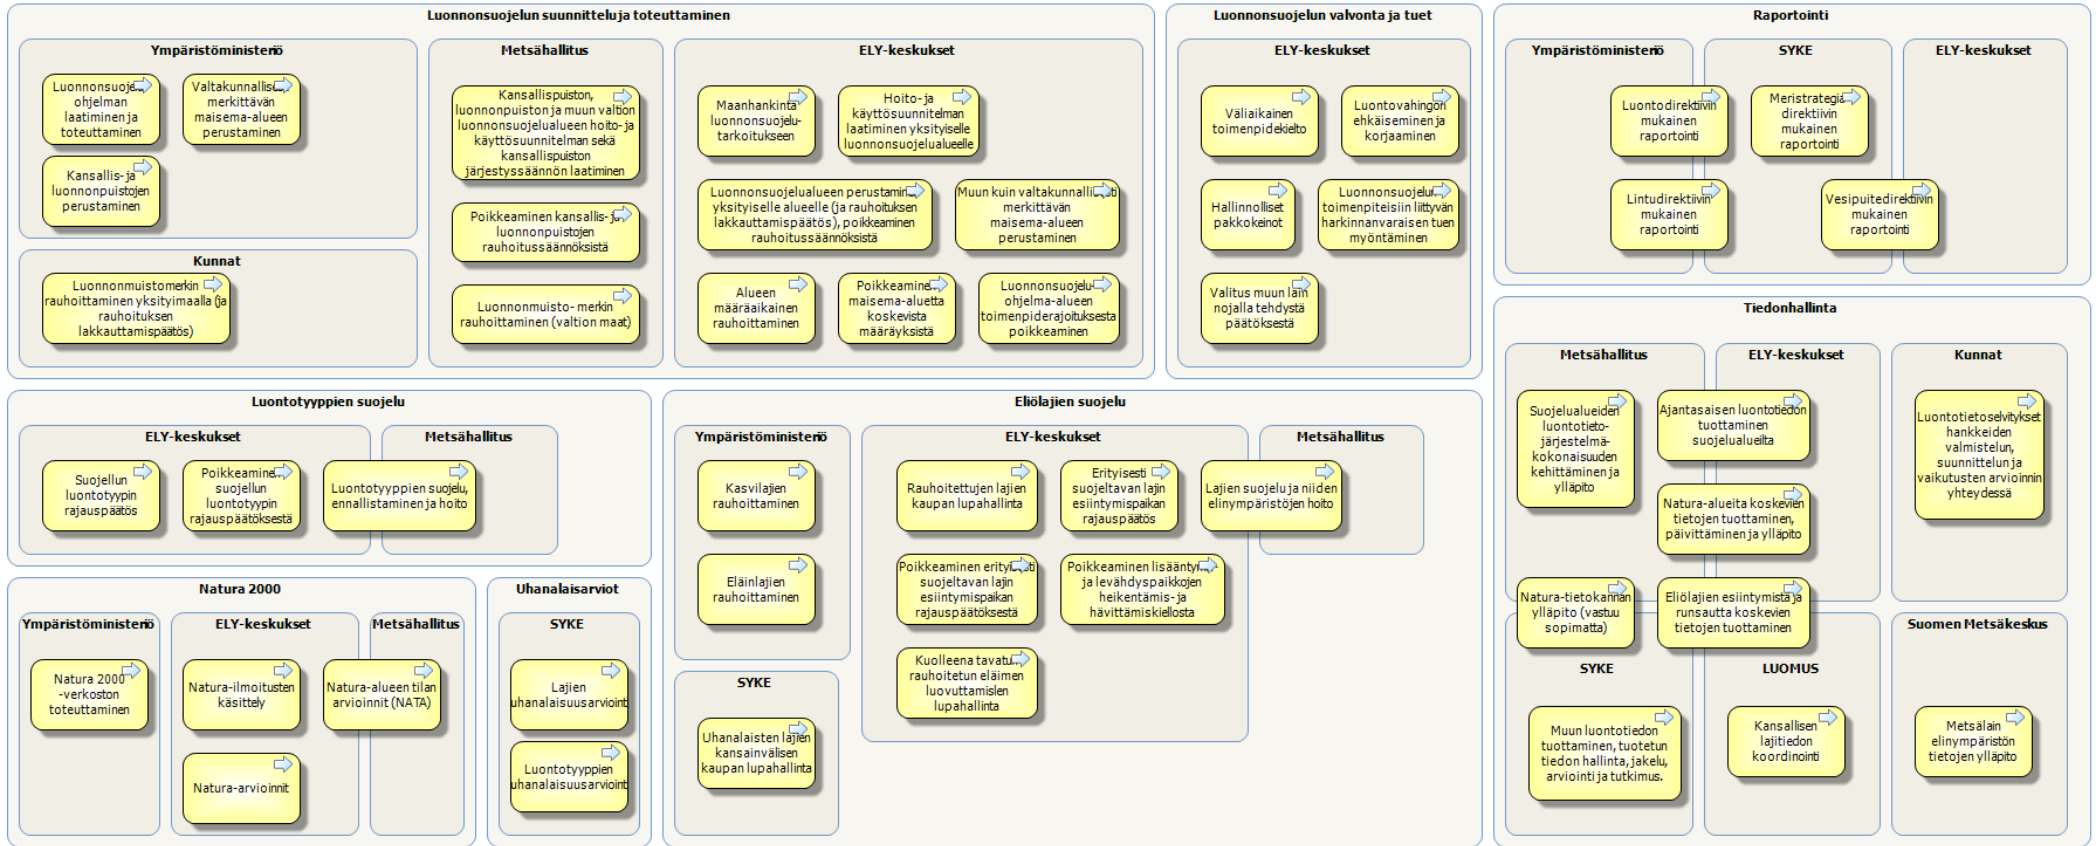 Luonnonsuojelun suunnittelu ja toteuttaminen
Ympäristöministeriö
Luonnonsuojelu-
ohjelman
laatiminen ja
toteuttaminen
Valtakunnallisesti
merkittävän
maisema-alueen
perustaminen
Kansallis- ja
luonnonpuistojen
perustaminen
Kunnat
Luonnonmuistomerkin
rauhoittaminen yksityimaalla (ja
rauhoituksen
lakkauttamispäätös)
Metsähallitus
Kansallispuiston,
luonnonpuiston ja muun valtion
luonnonsuojelualueen hoito- ja
käyttösuunnitelman sekä
kansallispuiston
järjestyssäännön laatiminen
Poikkeaminen kansallis- ja
luonnonpuistojen
rauhoitussäännöksistä
Luonnonmuisto- merkin
rauhoittaminen (valtion maat)
ELY-keskukset
Maanhankinta
luonnonsuojelu-
tarkoitukseen
Hoito- ja
käyttösuunnitelman
laatiminen yksityiselle
luonnonsuojelualueelle
Luonnonsuojelualueen perustaminen
yksityiselle alueelle (ja rauhoituksen
lakkauttamispäätös), poikkeaminen
rauhoitussäännöksistä
Muun kuin valtakunnallisesti
merkittävän
maisema-alueen
perustaminen
Alueen
määräaikainen
rauhoittaminen
Poikkeaminen
maisema-aluetta
koskevista
määräyksistä
Luonnonsuojelu-
ohjelma-alueen
toimenpiderajoituksesta
poikkeaminen
Luonnonsuojelun valvonta ja tuet
ELY-keskukset
Väliaikainen
toimenpidekielto
Luontovahingon
ehkäiseminen ja
korjaaminen
Hallinnolliset
pakkokeinot
Luonnonsuojelun
toimenpiteisiin liittyvän
harkinnanvaraisen tuen
myöntäminen
Valitus muun lain
nojalla tehdystä
päätöksestä
Raportointi
Ympäristöministeriö
SYKE
ELY-keskukset
Luontodirektiivin
mukainen
raportointi
Meristrategia-
direktiivin
mukainen
raportointi
Lintudirektiivin
mukainen
raportointi
Vesipuitedirektiivin
mukainen
raportointi
Tiedonhallinta
Metsähallitus
ELY-keskukset
Kunnat
Suojelualueiden
luontotieto-
järjestelmä-
kokonaisuuden
kehittäminen ja
ylläpito
Ajantasaisen luontotiedon
tuottaminen
suojelualueilta
Luontotietoselvitykset
hankkeiden
valmistelun,
suunnittelun ja
vaikutusten arvioinnin
yhteydessä
Natura-alueita koskevien
tietojen tuottaminen,
päivittäminen ja ylläpito
Natura-tietokannan
ylläpito (vastuu
sopimatta)
Eliölajien esiintymistä ja
runsautta koskevien
tietojen tuottaminen
SYKE
LUOMUS
Suomen Metsäkeskus
Muun luontotiedon
tuottaminen, tuotetun
tiedon hallinta, jakelu,
arviointi ja tutkimus.
Kansallisen
lajitiedon
koordinointi
Metsälain
elinympäristön
tietojen ylläpito
Luontotyyppien suojelu
ELY-keskukset
Metsähallitus
Suojellun
luontotyypin
rajauspäätös
Poikkeaminen
suojellun
luontotyypin
rajauspäätöksestä
Luontotyyppien suojelu,
ennallistaminen ja hoito
Eliölajien suojelu
Ympäristöministeriö
Kasvilajien
rauhoittaminen
Eläinlajien
rauhoittaminen
SYKE
Uhanalaisten lajien
kansainvälisen
kaupan lupahallinta
ELY-keskukset
Metsähallitus
Rauhoitettujen lajien
kaupan lupahallinta
Erityisesti
suojeltavan lajin
esiintymispaikan
rajauspäätös
Lajien suojelu ja niiden
elinympäristöjen hoito
Poikkeaminen erityisesti
suojeltavan lajin
esiintymispaikan
rajauspäätöksestä
Poikkeaminen lisääntymis-
ja levähdyspaikkojen
heikentämis- ja
hävittämiskiellosta
Kuolleena tavatun
rauhoitetun eläimen
luovuttamislen
lupahallinta
Natura 2000
Ympäristöministeriö
ELY-keskukset
Metsähallitus
Natura 2000
-verkoston
toteuttaminen
Natura-ilmoitusten
käsittely
Natura-alueen tilan
arvioinnit (NATA)
Natura-arvioinnit
Uhanalaisarviot
SYKE
Lajien
uhanalaisuusarviointi
Luontotyyppien
uhanalaisuusarviointi